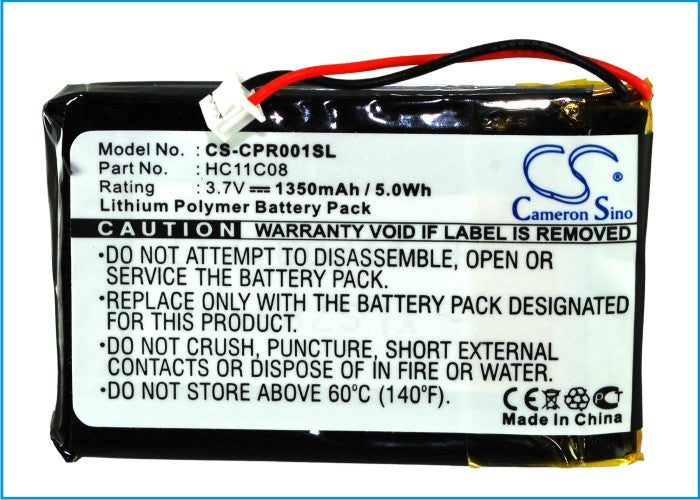 Model No. : CS-CPR001SL
Part No. : HC11C08
Rating : 3.7V 1350mAh / 5.0Wh
Lithium Polymer Battery Pack
CS
Cameron Sino
CAUTION WARRANTY VOID IF LABEL IS REMOVED
•DO NOT ATTEMPT TO DISASSEMBLE, OPEN OR
SERVICE THE BATTERY PACK.
•REPLACE ONLY WITH THE BATTERY PACK DESIGNED
FOR THIS PRODUCT.
•DO NOT CRUSH, PUNCTURE, SHORT EXTERNAL
CONTACTS OR DISPOSE OF IN FIRE OR WATER.
•DO NOT STORE ABOVE 60°C (140°F).
CE
Made In China